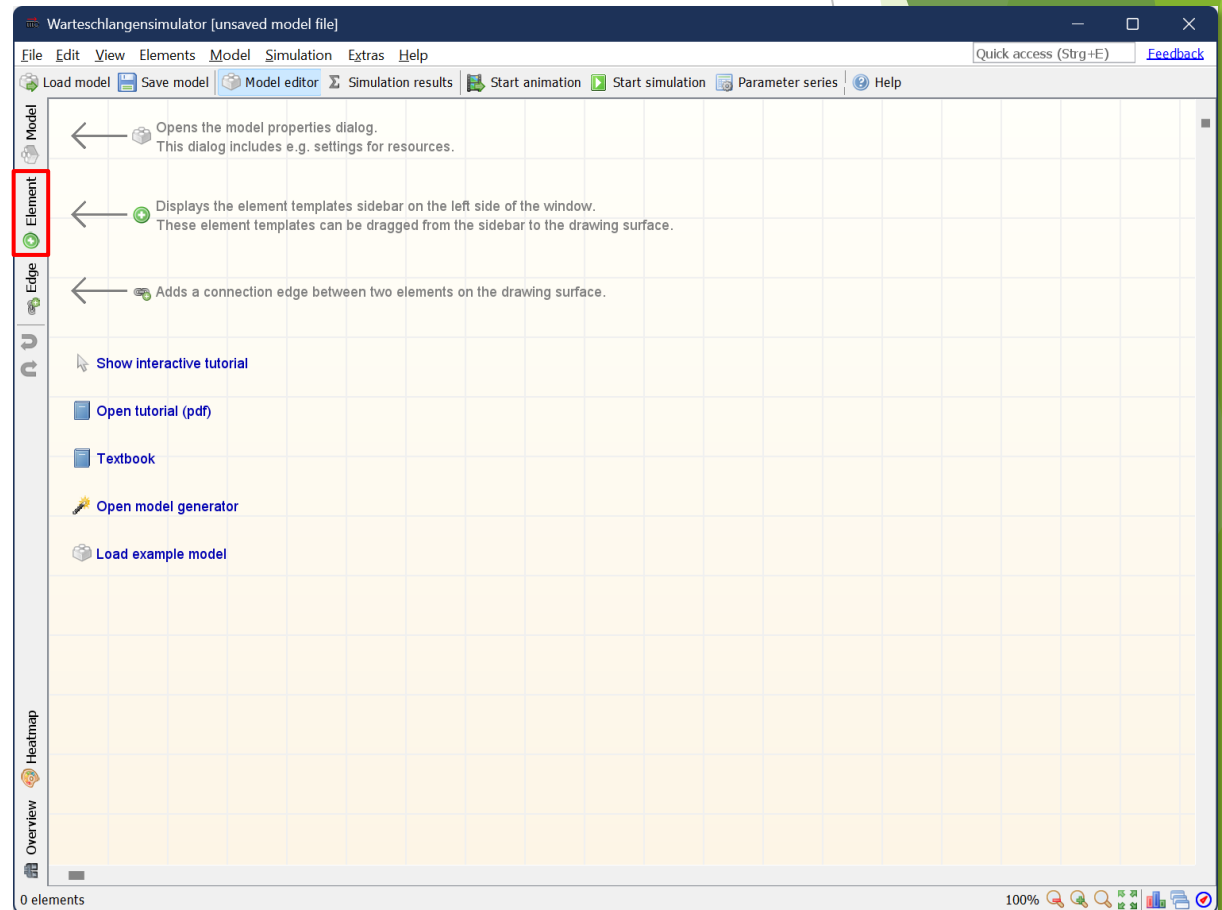 Warteschlangensimulator [unsaved model file]
File Edit View Elements Model Simulation Extras Help
Quick access (Strg+E)
Feedback
Load model Save model Model editor Simulation results Start animation Start simulation Parameter series Help
Model
Element
Edge
Opens the model properties dialog.
This dialog includes e.g. settings for resources.
Displays the element templates sidebar on the left side of the window.
These element templates can be dragged from the sidebar to the drawing surface.
Adds a connection edge between two elements on the drawing surface.
Show interactive tutorial
Open tutorial (pdf)
Textbook
Open model generator
Load example model
Heatmap
Overview
0 elements
100%